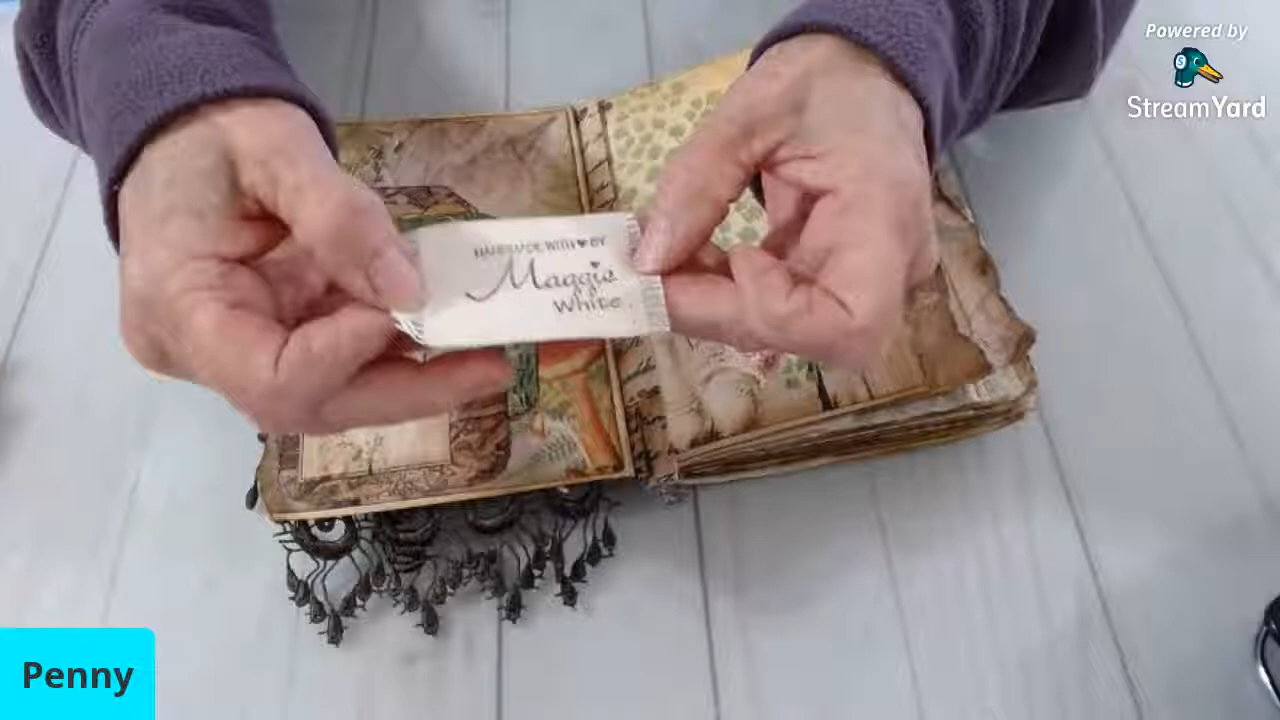 Powered by
StreamYard
HANDMADE WITH ♥ BY
Maggie
White
Penny